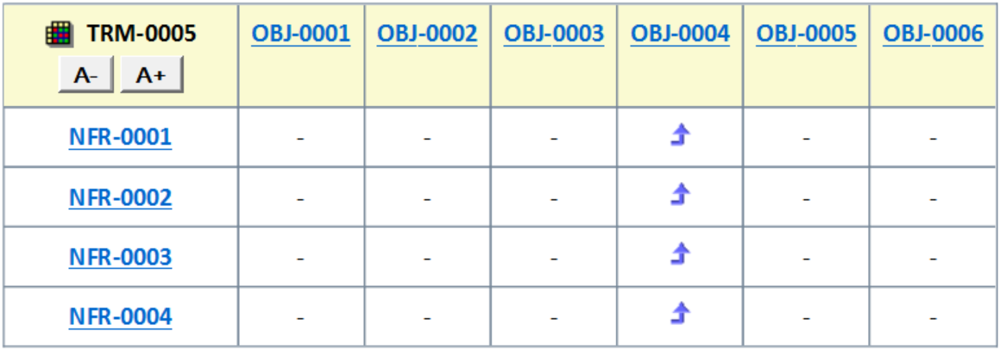 TRM-0005 OBJ-0001 OBJ-0002 OBJ-0003 OBJ-0004 OBJ-0005 OBJ-0006
A- A+
NFR-0001 - - - - -
NFR-0002 - - - - -
NFR-0003 - - - - -
NFR-0004 - - - - -